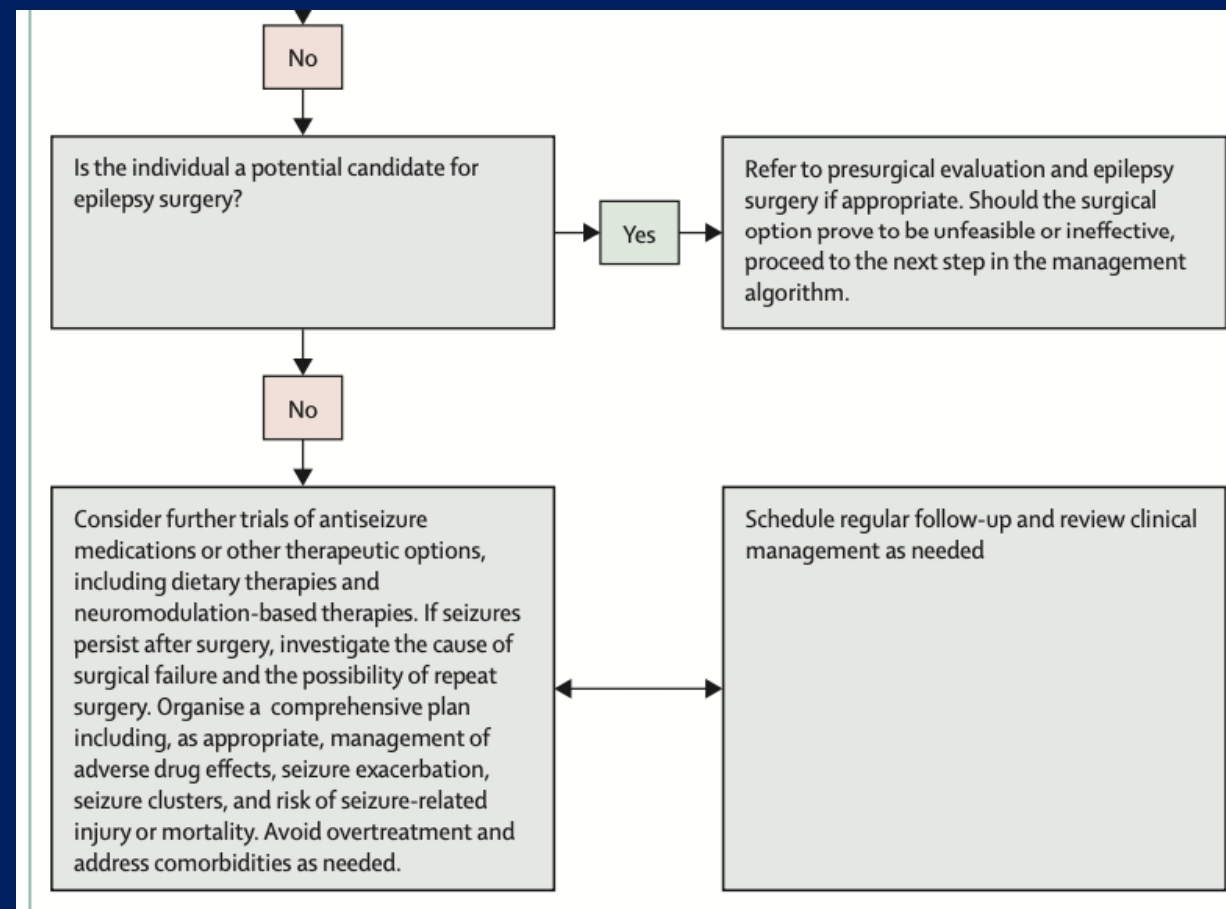 No
Is the individual a potential candidate for
epilepsy surgery?
Yes
Refer to presurgical evaluation and epilepsy
surgery if appropriate. Should the surgical
option prove to be unfeasible or ineffective,
proceed to the next step in the management
algorithm.
No
Consider further trials of antiseizure
medications or other therapeutic options,
including dietary therapies and
neuromodulation-based therapies. If seizures
persist after surgery, investigate the cause of
surgical failure and the possibility of repeat
surgery. Organise a comprehensive plan
including, as appropriate, management of
adverse drug effects, seizure exacerbation,
seizure clusters, and risk of seizure-related
injury or mortality. Avoid overtreatment and
address comorbidities as needed.
Schedule regular follow-up and review clinical
management as needed